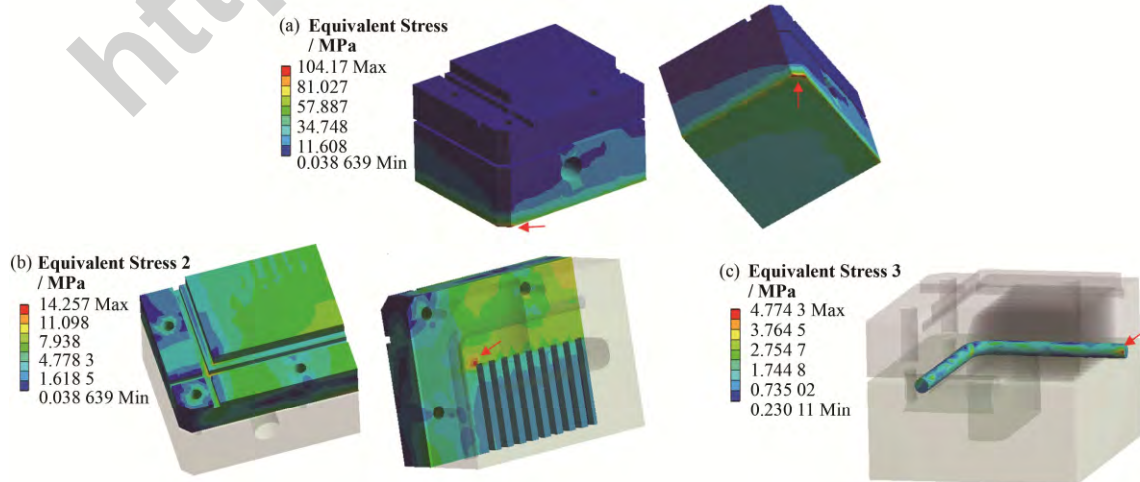 http
(a) Equivalent Stress
/ MPa
104.17 Max
81.027
57.887
34.748
11.608
0.038 639 Min
(b) Equivalent Stress 2
/ MPa
14.257 Max
11.098
7.938
4.778 3
1.618 5
0.038 639 Min
(c) Equivalent Stress 3
/ MPa
4.774 3 Max
3.764 5
2.754 7
1.744 8
0.735 02
0.230 11 Min